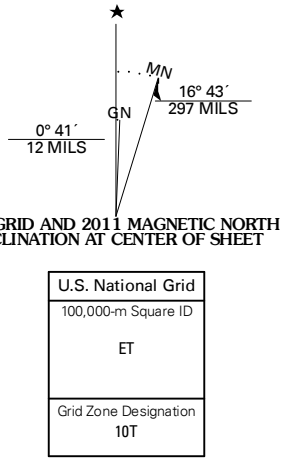 MN
GN
16° 43´
297 MILS
0° 41´
12 MILS
GRID AND 2011 MAGNETIC NORTH
CLINATION AT CENTER OF SHEET
U.S. National Grid
100,000-m Square ID
ET
Grid Zone Designation
10T